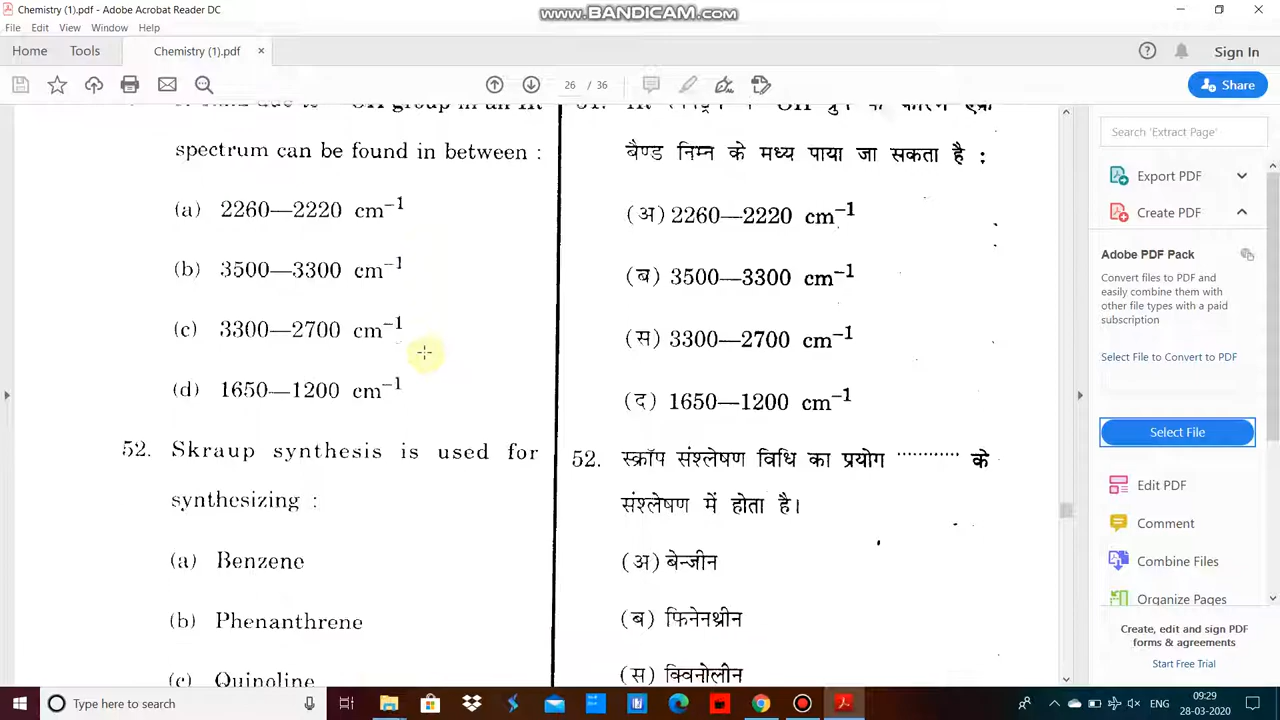 Chemistry (1).pdf - Adobe Acrobat Reader DC
www.BANDICAM.com
File Edit View Window Help
Home Tools Chemistry (1).pdf × Sign In
26 / 36
Share
group in an
spectrum can be found in between :
(a) 2260—2220 cm⁻¹
(b) 3500—3300 cm⁻¹
(c) 3300—2700 cm⁻¹
(d) 1650—1200 cm⁻¹
52. Skraup synthesis is used for
synthesizing :
(a) Benzene
(b) Phenanthrene
(c) Quinoline
बैण्ड निम्न के मध्य पाया जा सकता है :
(अ) 2260—2220 cm⁻¹
(ब) 3500—3300 cm⁻¹
(स) 3300—2700 cm⁻¹
(द) 1650—1200 cm⁻¹
52. स्क्रॉप संश्लेषण विधि का प्रयोग ············ के
संश्लेषण में होता है।
(अ) बेन्जीन
(ब) फिनेनथ्रीन
(स) क्विनोलीन
Search 'Extract Page'
Export PDF
Create PDF
Adobe PDF Pack
Convert files to PDF and
easily combine them with
other file types with a paid
subscription
Select File to Convert to PDF
Select File
Edit PDF
Comment
Combine Files
Organize Pages
Create, edit and sign PDF
forms & agreements
Start Free Trial
Type here to search
ENG
09:29
28-03-2020